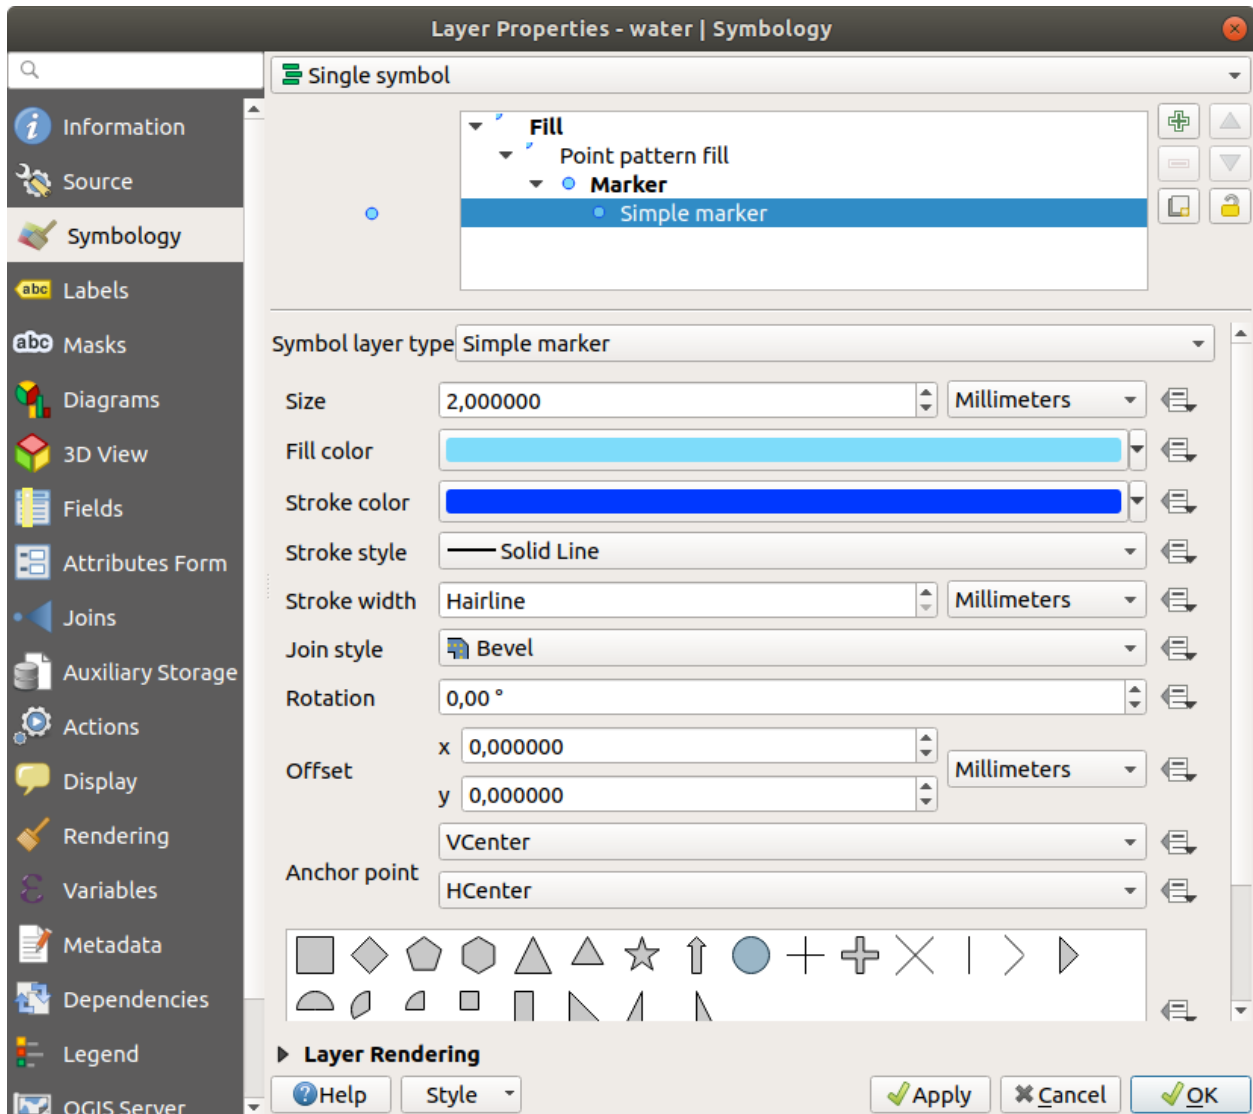 Layer Properties - water | Symbology
Single symbol
Information
Source
Symbology
Labels
Masks
Diagrams
3D View
Fields
Attributes Form
Joins
Auxiliary Storage
Actions
Display
Rendering
Variables
Metadata
Dependencies
Legend
QGIS Server
Fill
Point pattern fill
Marker
Simple marker
Symbol layer type Simple marker
Size 2,000000 Millimeters
Fill color
Stroke color
Stroke style Solid Line
Stroke width Hairline Millimeters
Join style Bevel
Rotation 0,00 °
Offset x 0,000000 Millimeters
y 0,000000
Anchor point VCenter
HCenter
Layer Rendering
Help Style Apply Cancel OK
abc
abc